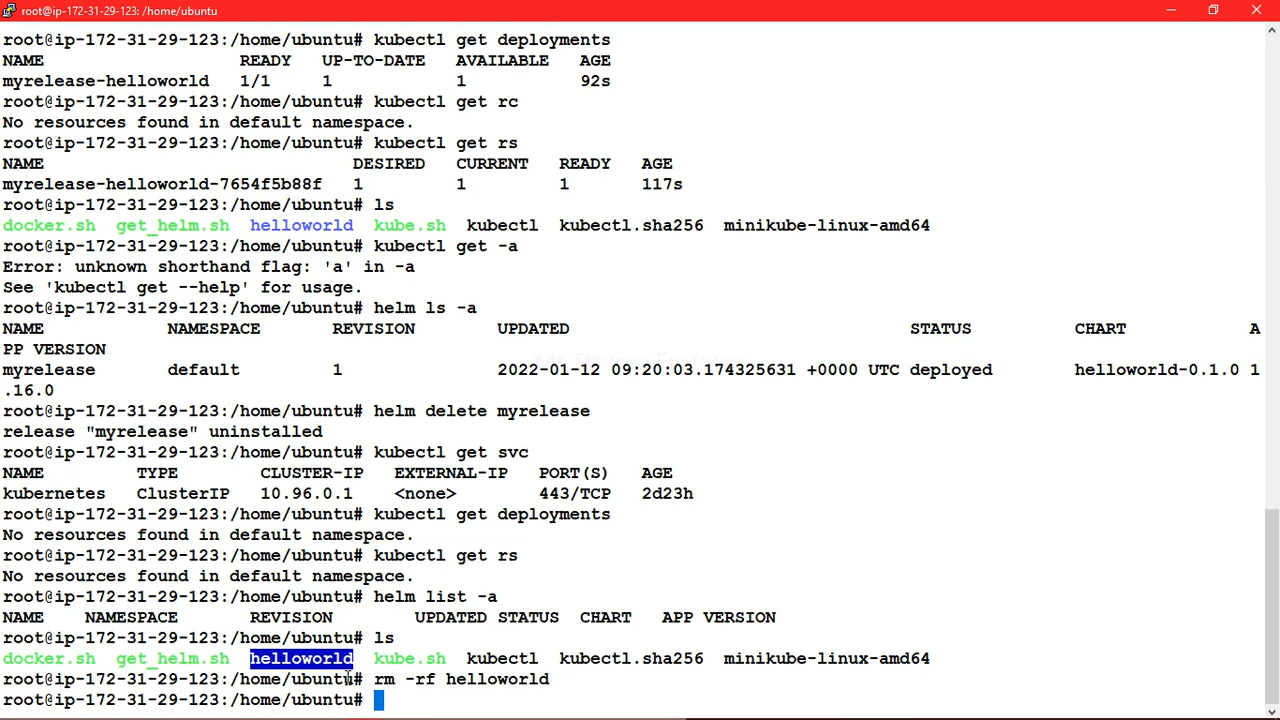 root@ip-172-31-29-123: /home/ubuntu
root@ip-172-31-29-123:/home/ubuntu# kubectl get deployments
NAME READY UP-TO-DATE AVAILABLE AGE
myrelease-helloworld 1/1 1 1 92s
root@ip-172-31-29-123:/home/ubuntu# kubectl get rc
No resources found in default namespace.
root@ip-172-31-29-123:/home/ubuntu# kubectl get rs
NAME DESIRED CURRENT READY AGE
myrelease-helloworld-7654f5b88f 1 1 1 117s
root@ip-172-31-29-123:/home/ubuntu# ls
docker.sh get_helm.sh helloworld kube.sh kubectl kubectl.sha256 minikube-linux-amd64
root@ip-172-31-29-123:/home/ubuntu# kubectl get -a
Error: unknown shorthand flag: 'a' in -a
See 'kubectl get --help' for usage.
root@ip-172-31-29-123:/home/ubuntu# helm ls -a
NAME NAMESPACE REVISION UPDATED STATUS CHART A
PP VERSION
myrelease default 1 2022-01-12 09:20:03.174325631 +0000 UTC deployed helloworld-0.1.0 1
.16.0
root@ip-172-31-29-123:/home/ubuntu# helm delete myrelease
release "myrelease" uninstalled
root@ip-172-31-29-123:/home/ubuntu# kubectl get svc
NAME TYPE CLUSTER-IP EXTERNAL-IP PORT(S) AGE
kubernetes ClusterIP 10.96.0.1 <none> 443/TCP 2d23h
root@ip-172-31-29-123:/home/ubuntu# kubectl get deployments
No resources found in default namespace.
root@ip-172-31-29-123:/home/ubuntu# kubectl get rs
No resources found in default namespace.
root@ip-172-31-29-123:/home/ubuntu# helm list -a
NAME NAMESPACE REVISION UPDATED STATUS CHART APP VERSION
root@ip-172-31-29-123:/home/ubuntu# ls
docker.sh get_helm.sh helloworld kube.sh kubectl kubectl.sha256 minikube-linux-amd64
root@ip-172-31-29-123:/home/ubuntu# rm -rf helloworld
root@ip-172-31-29-123:/home/ubuntu#